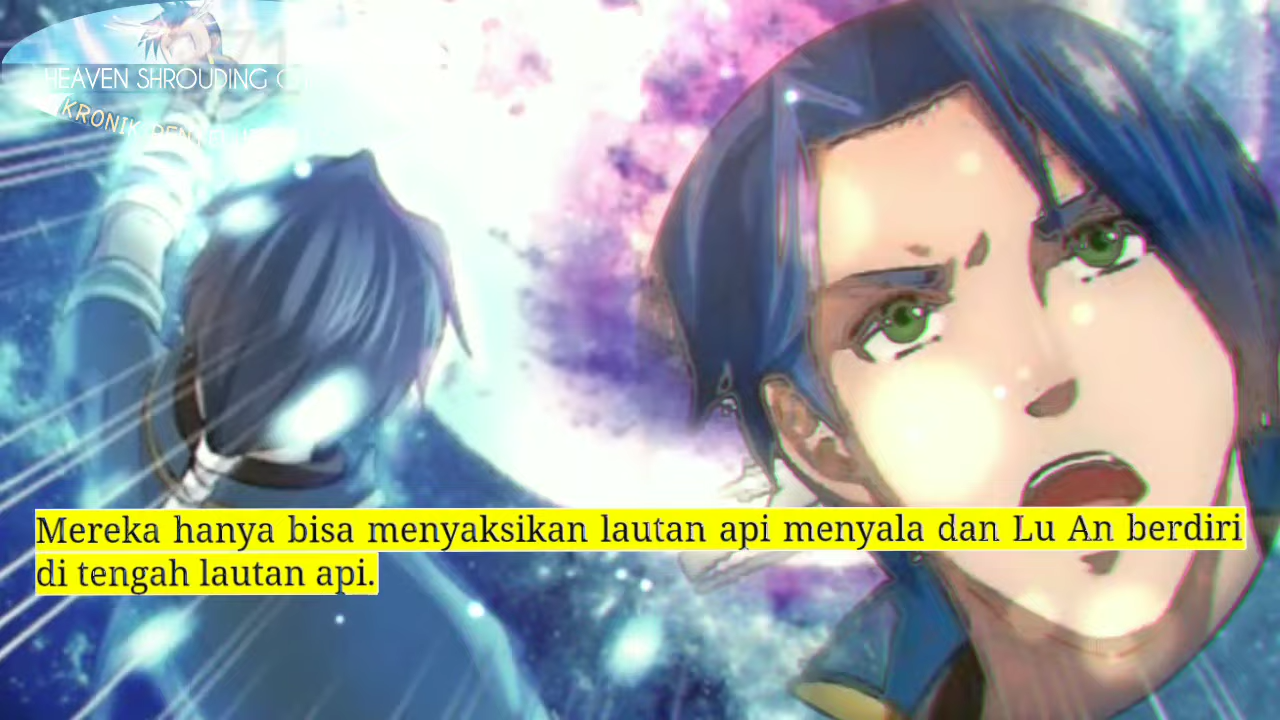 HEAVEN SHROUDING
KRONIK
Mereka hanya bisa menyaksikan lautan api menyala dan Lu An berdiri
di tengah lautan api.